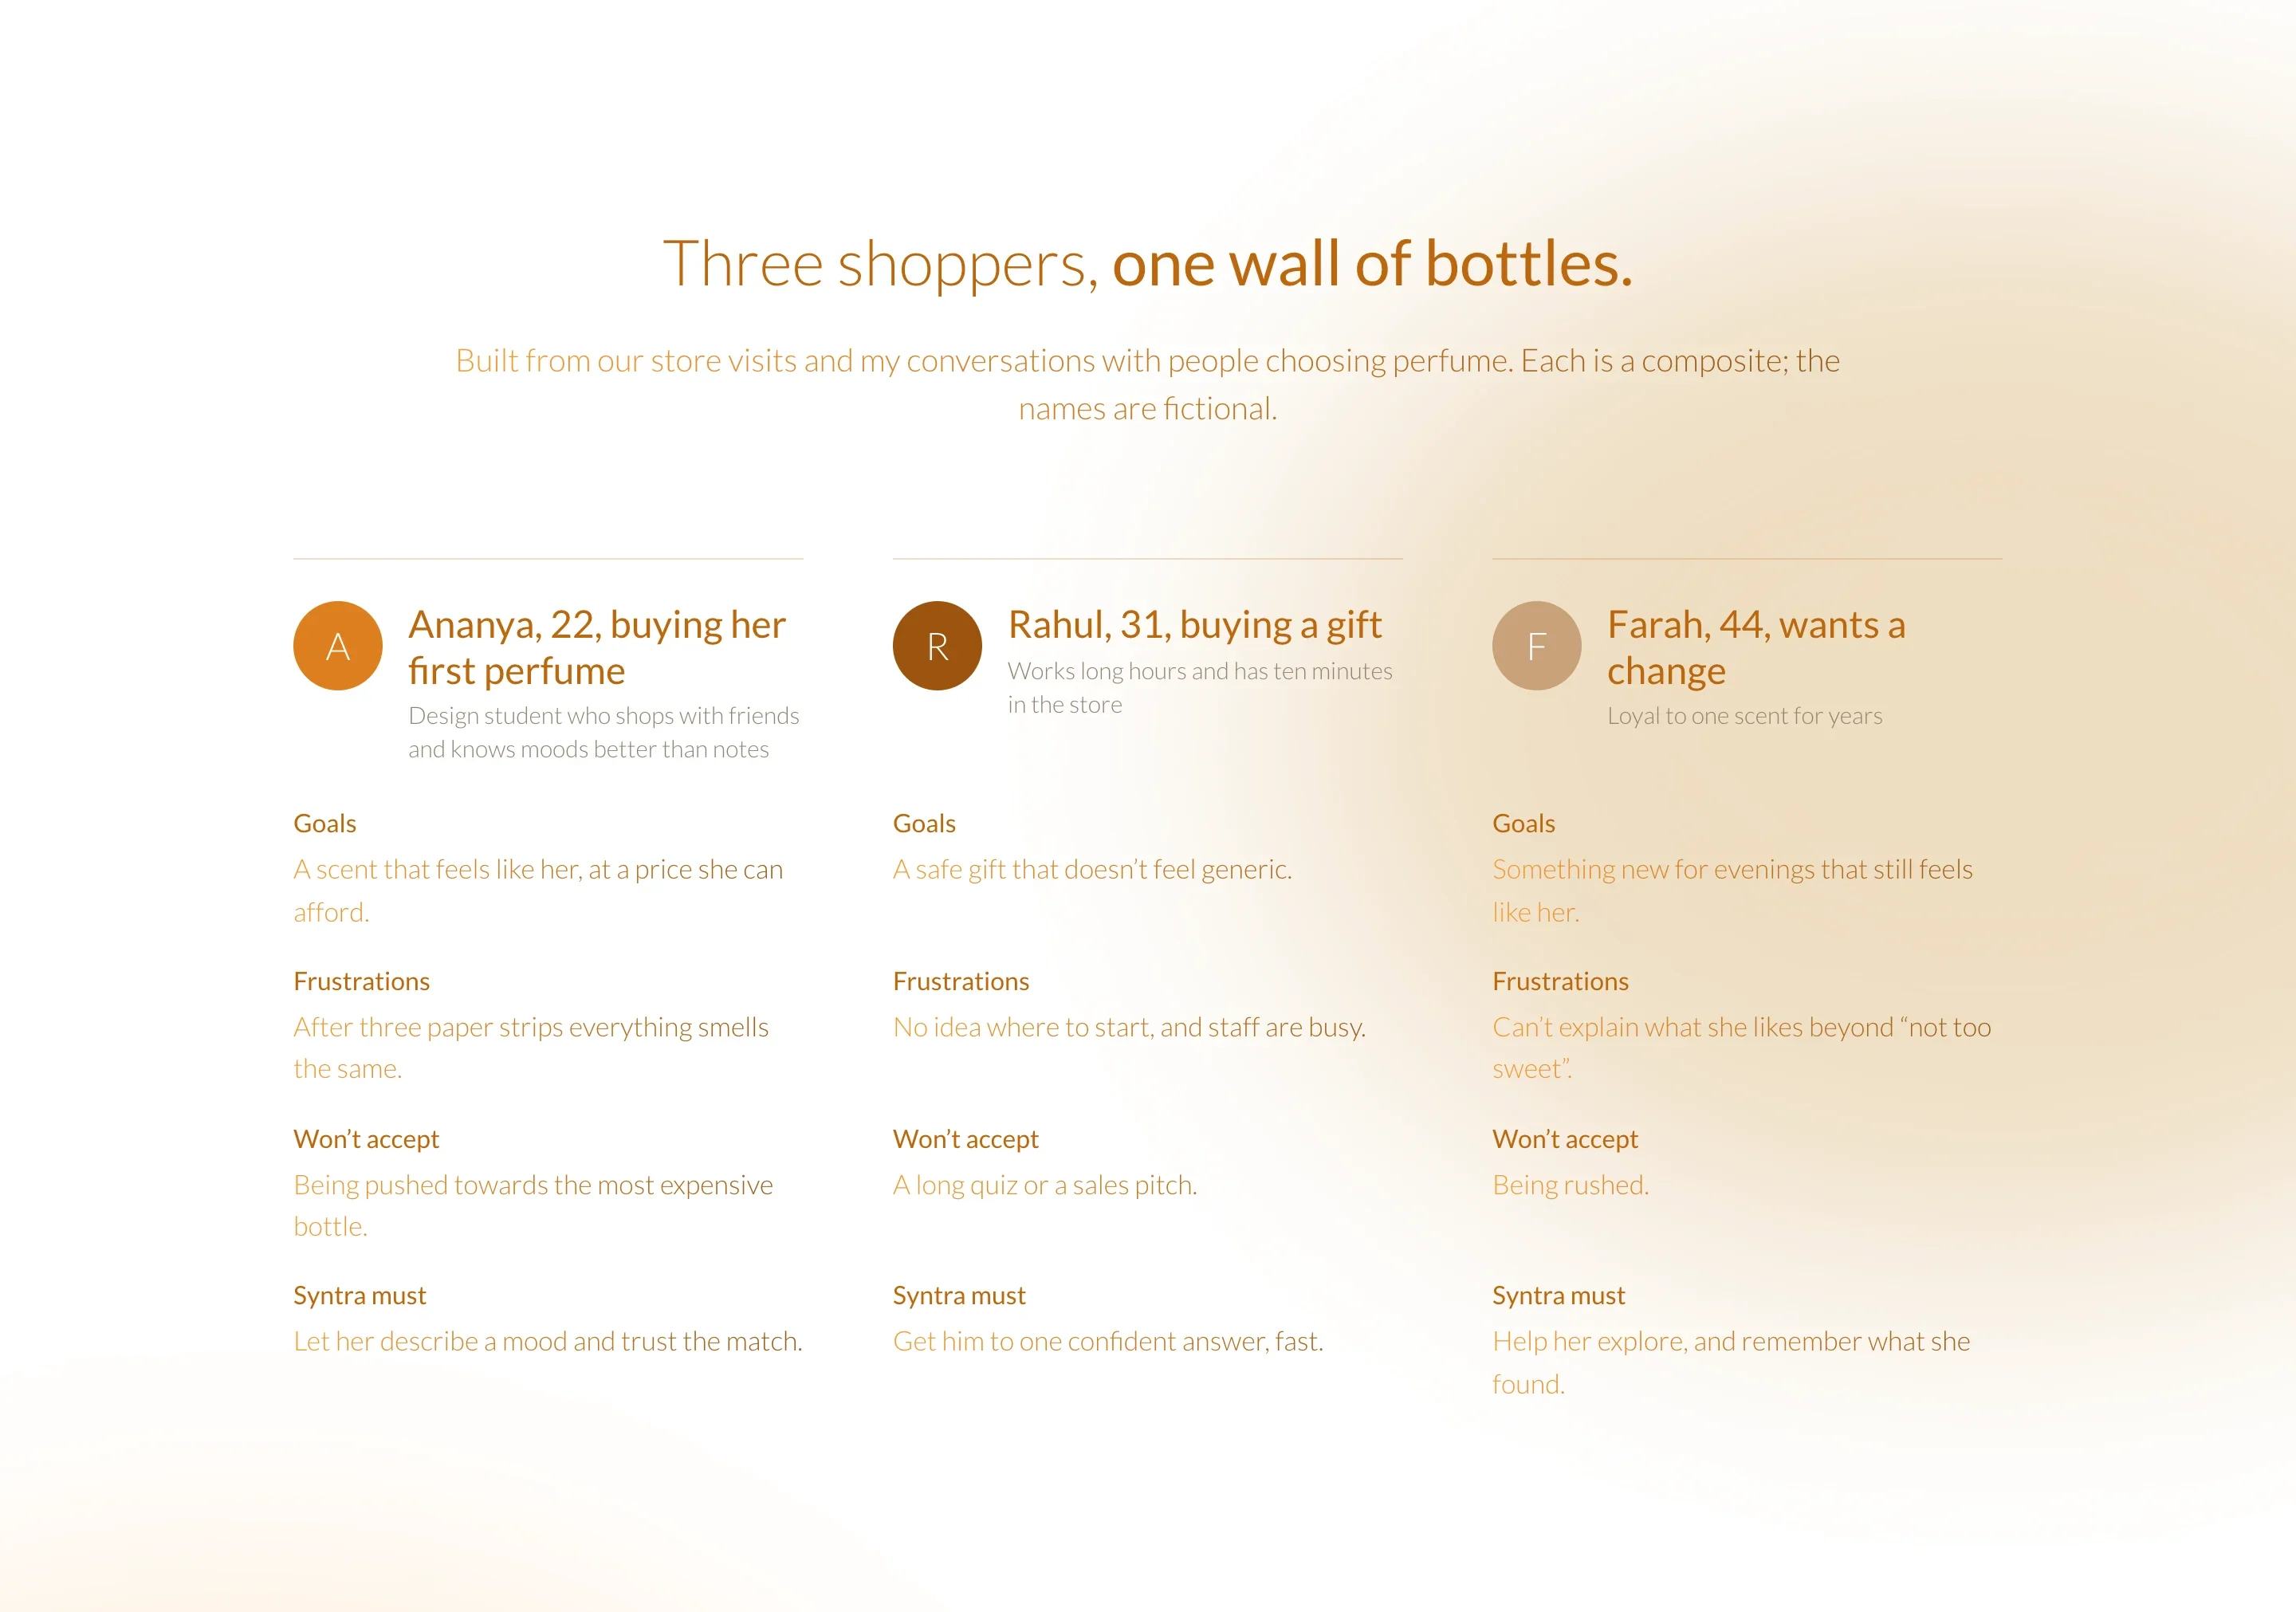 Three shoppers, one wall of bottles.
Built from our store visits and my conversations with people choosing perfume. Each is a composite; the
names are fictional.
A
Ananya, 22, buying her
first perfume
Design student who shops with friends
and knows moods better than notes
Goals
A scent that feels like her, at a price she can
afford.
Frustrations
After three paper strips everything smells
the same.
Won’t accept
Being pushed towards the most expensive
bottle.
Syntra must
Let her describe a mood and trust the match.
R
Rahul, 31, buying a gift
Works long hours and has ten minutes
in the store
Goals
A safe gift that doesn’t feel generic.
Frustrations
No idea where to start, and staff are busy.
Won’t accept
A long quiz or a sales pitch.
Syntra must
Get him to one confident answer, fast.
F
Farah, 44, wants a
change
Loyal to one scent for years
Goals
Something new for evenings that still feels
like her.
Frustrations
Can’t explain what she likes beyond “not too
sweet”.
Won’t accept
Being rushed.
Syntra must
Help her explore, and remember what she
found.